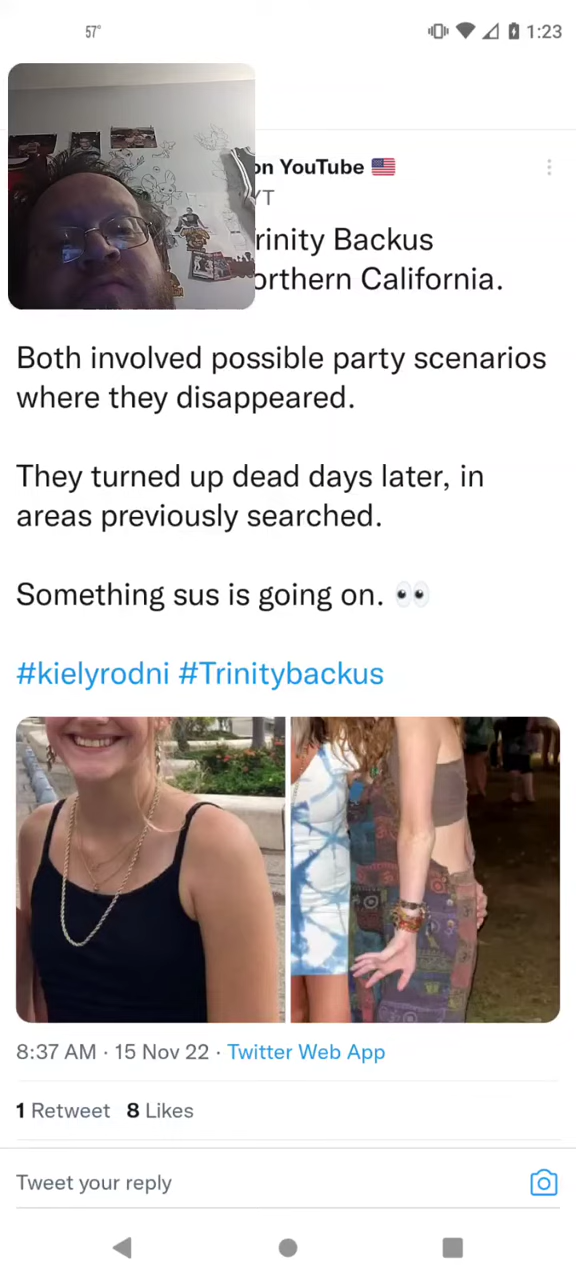 57° 1:23
on YouTube 🇺🇸
YT
rinity Backus
orthern California.
Both involved possible party scenarios
where they disappeared.
They turned up dead days later, in
areas previously searched.
Something sus is going on. 👀
#kielyrodni #Trinitybackus
8:37 AM · 15 Nov 22 · Twitter Web App
1 Retweet 8 Likes
Tweet your reply